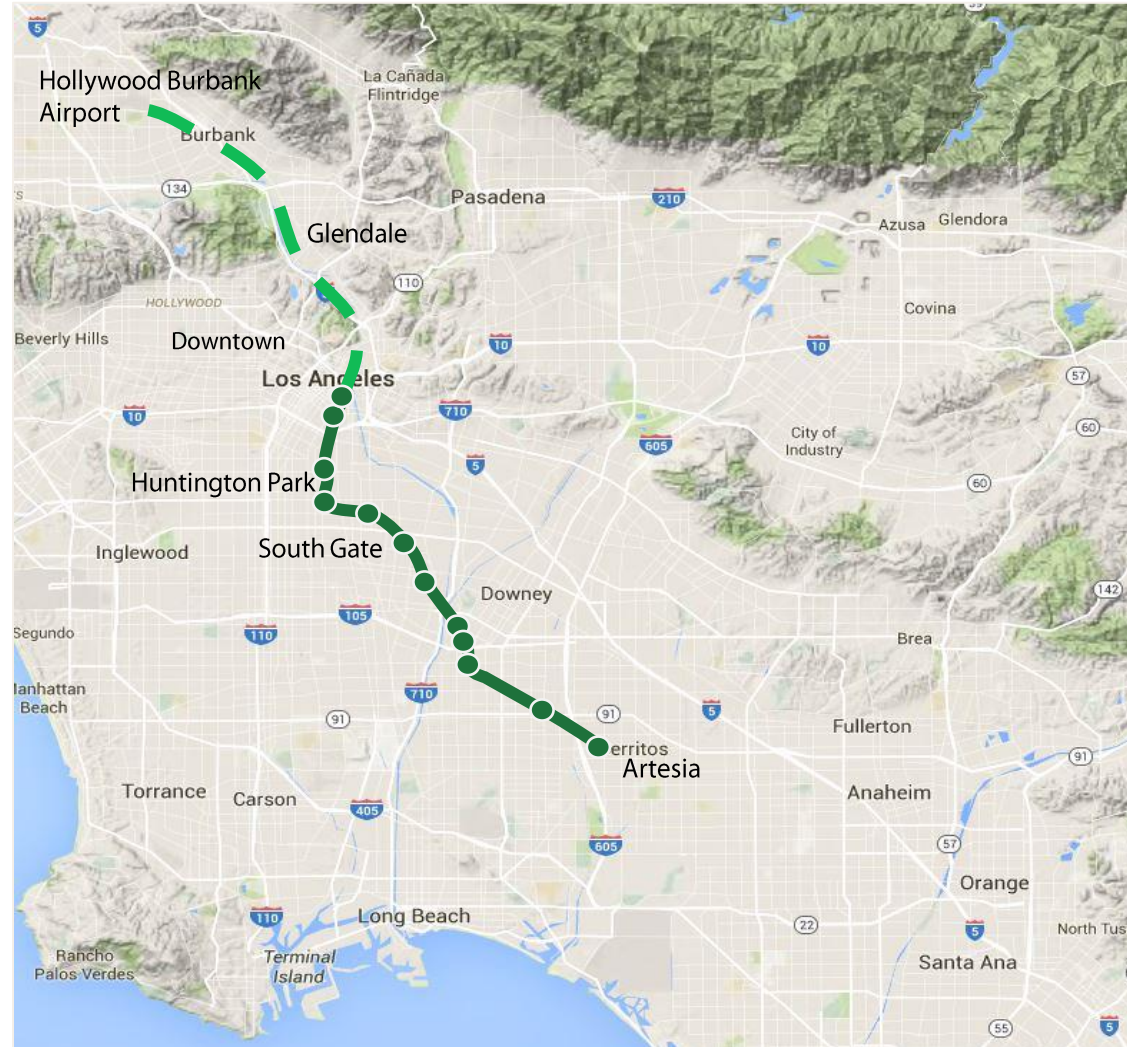 39
5
Hollywood Burbank
Airport
La Cañada
Flintridge
Burbank
134
Pasadena
210
Azusa
Glendora
Glendale
110
HOLLYWOOD
Covina
Beverly Hills
Downtown
10
10
Los Angeles
57
10
710
60
605
City of
Industry
5
Huntington Park
60
Inglewood
South Gate
Downey
142
105
110
Segundo
Brea
anhattan
Beach
710
5
91
91
Fullerton
erritos
91
Artesia
Torrance
Carson
Anaheim
405
605
57
Orange
110
Long Beach
22
5
North Tus
Rancho
Palos Verdes
Terminal
Island
Santa Ana
55
5